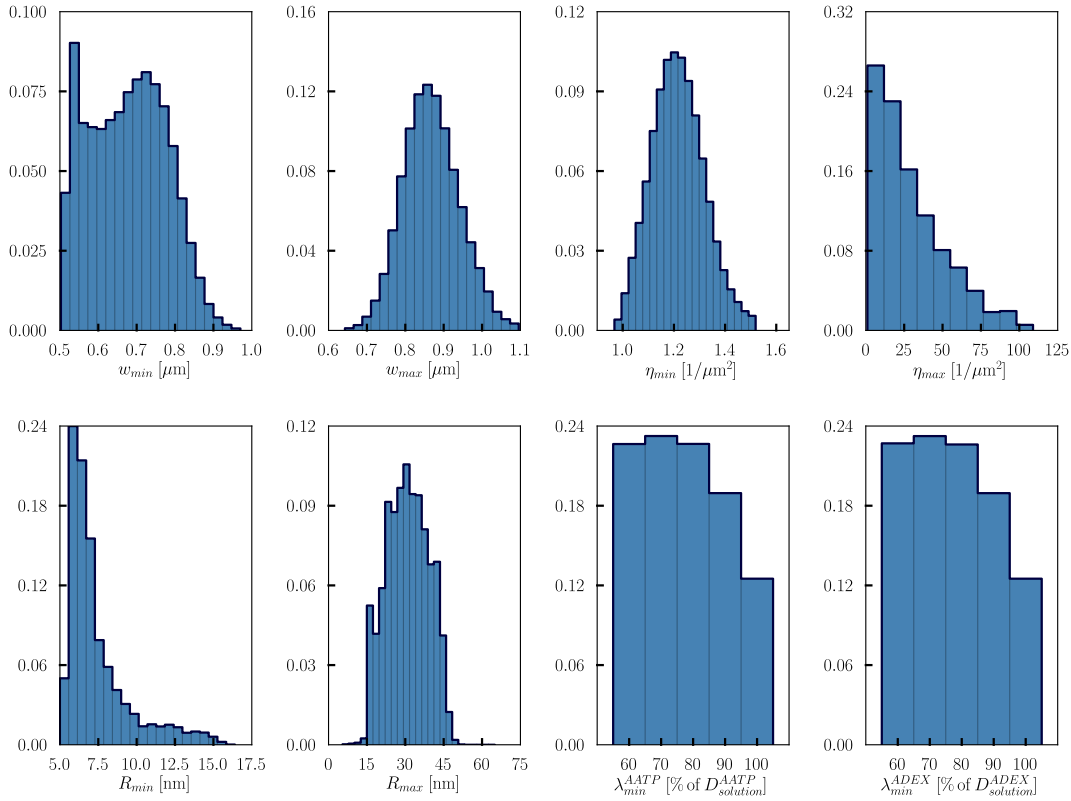 0.100
0.075
0.050
0.025
0.000
0.5 0.6 0.7 0.8 0.9 1.0
w_min [μm]
0.16
0.12
0.08
0.04
0.00
0.6 0.7 0.8 0.9 1.0 1.1
w_max [μm]
0.12
0.09
0.06
0.03
0.00
1.0 1.2 1.4 1.6
η_min [1/μm²]
0.32
0.24
0.16
0.08
0.00
0 25 50 75 100 125
η_max [1/μm²]
0.24
0.18
0.12
0.06
0.00
5.0 7.5 10.0 12.5 15.0 17.5
R_min [nm]
0.12
0.09
0.06
0.03
0.00
0 15 30 45 60 75
R_max [nm]
0.24
0.18
0.12
0.06
0.00
60 70 80 90 100
λ_min^AATP [% of D_solution^AATP]
0.24
0.18
0.12
0.06
0.00
60 70 80 90 100
λ_min^ADEX [% of D_solution^ADEX]